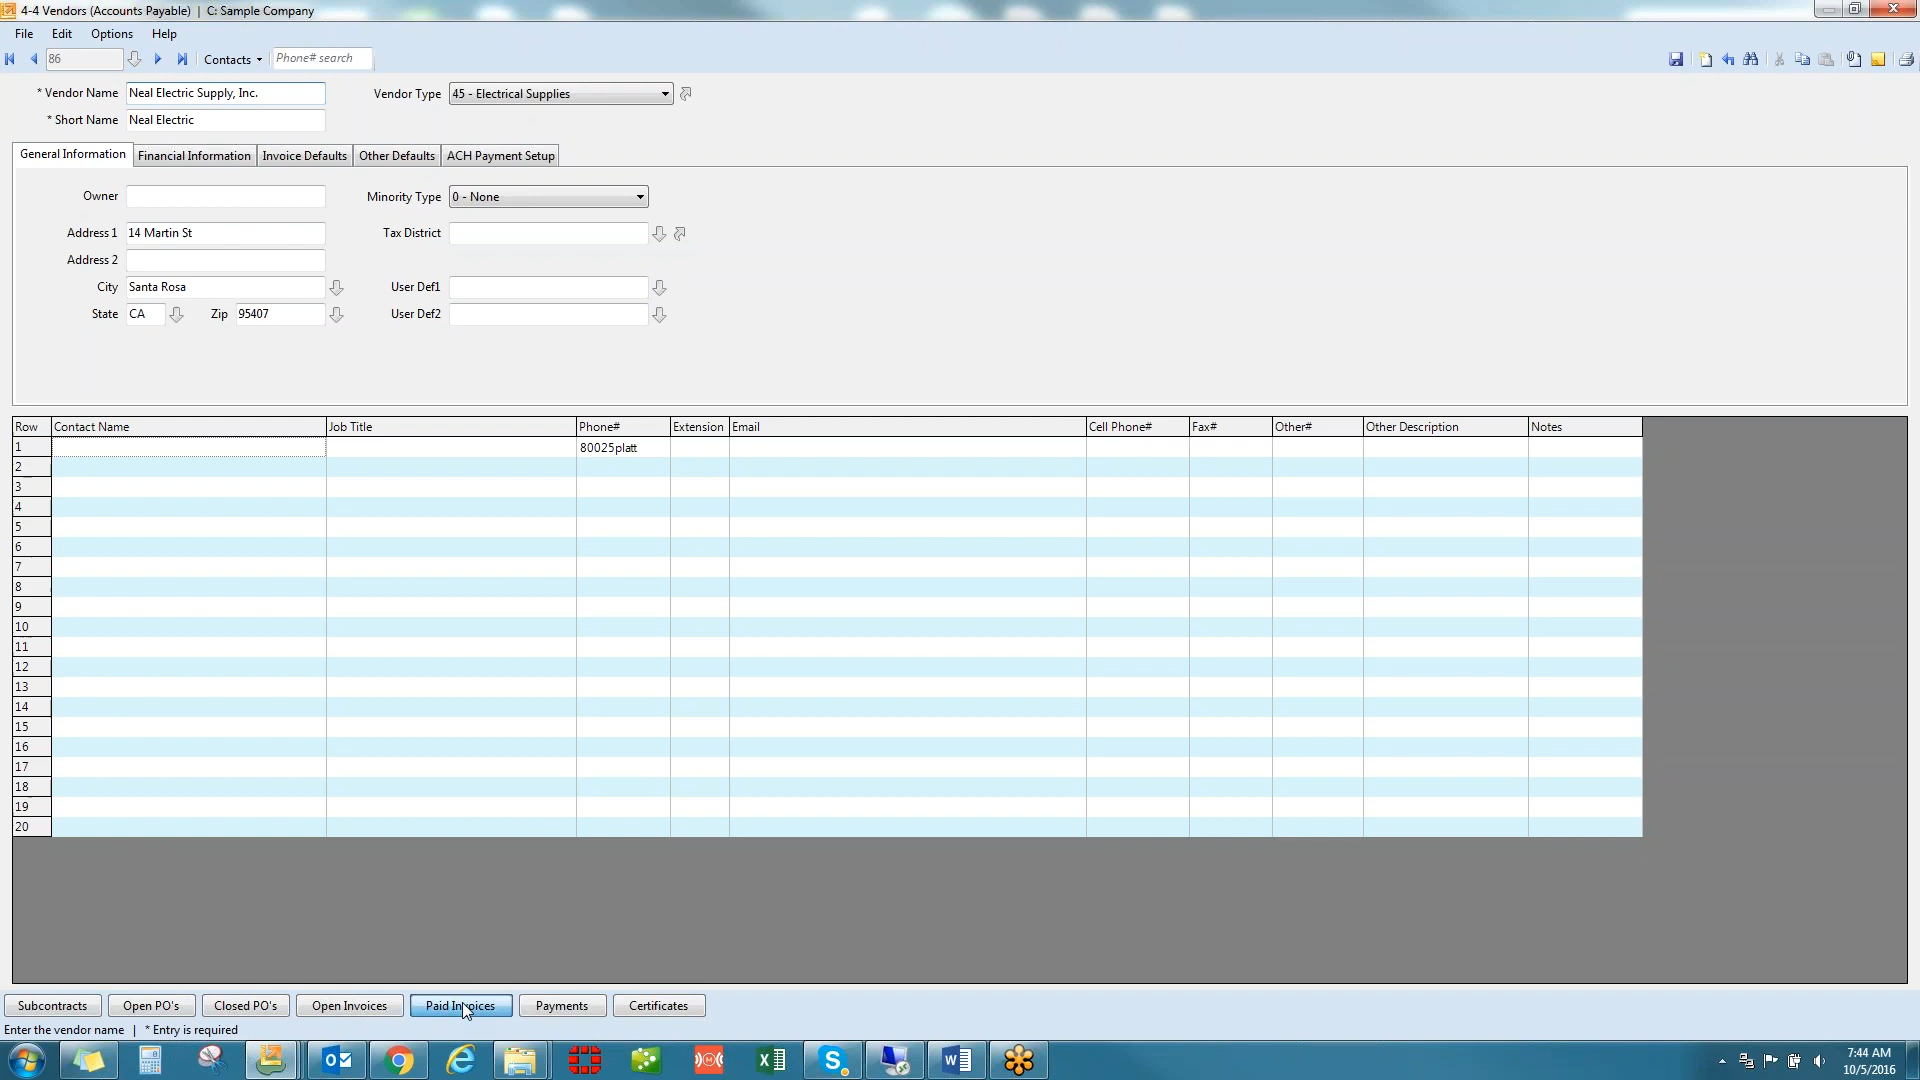 4-4 Vendors (Accounts Payable) | C: Sample Company
File Edit Options Help
86 Contacts Phone# search
* Vendor Name Neal Electric Supply, Inc. Vendor Type 45 - Electrical Supplies
* Short Name Neal Electric
General Information Financial Information Invoice Defaults Other Defaults ACH Payment Setup
Owner Minority Type 0 - None
Address 1 14 Martin St Tax District
Address 2
City Santa Rosa User Def1
State CA Zip 95407 User Def2
Row Contact Name Job Title Phone# Extension Email Cell Phone# Fax# Other# Other Description Notes
1 80025platt
2
3
4
5
6
7
8
9
10
11
12
13
14
15
16
17
18
19
20
Subcontracts Open PO's Closed PO's Open Invoices Paid Invoices Payments Certificates
Enter the vendor name | * Entry is required
7:44 AM
10/5/2016